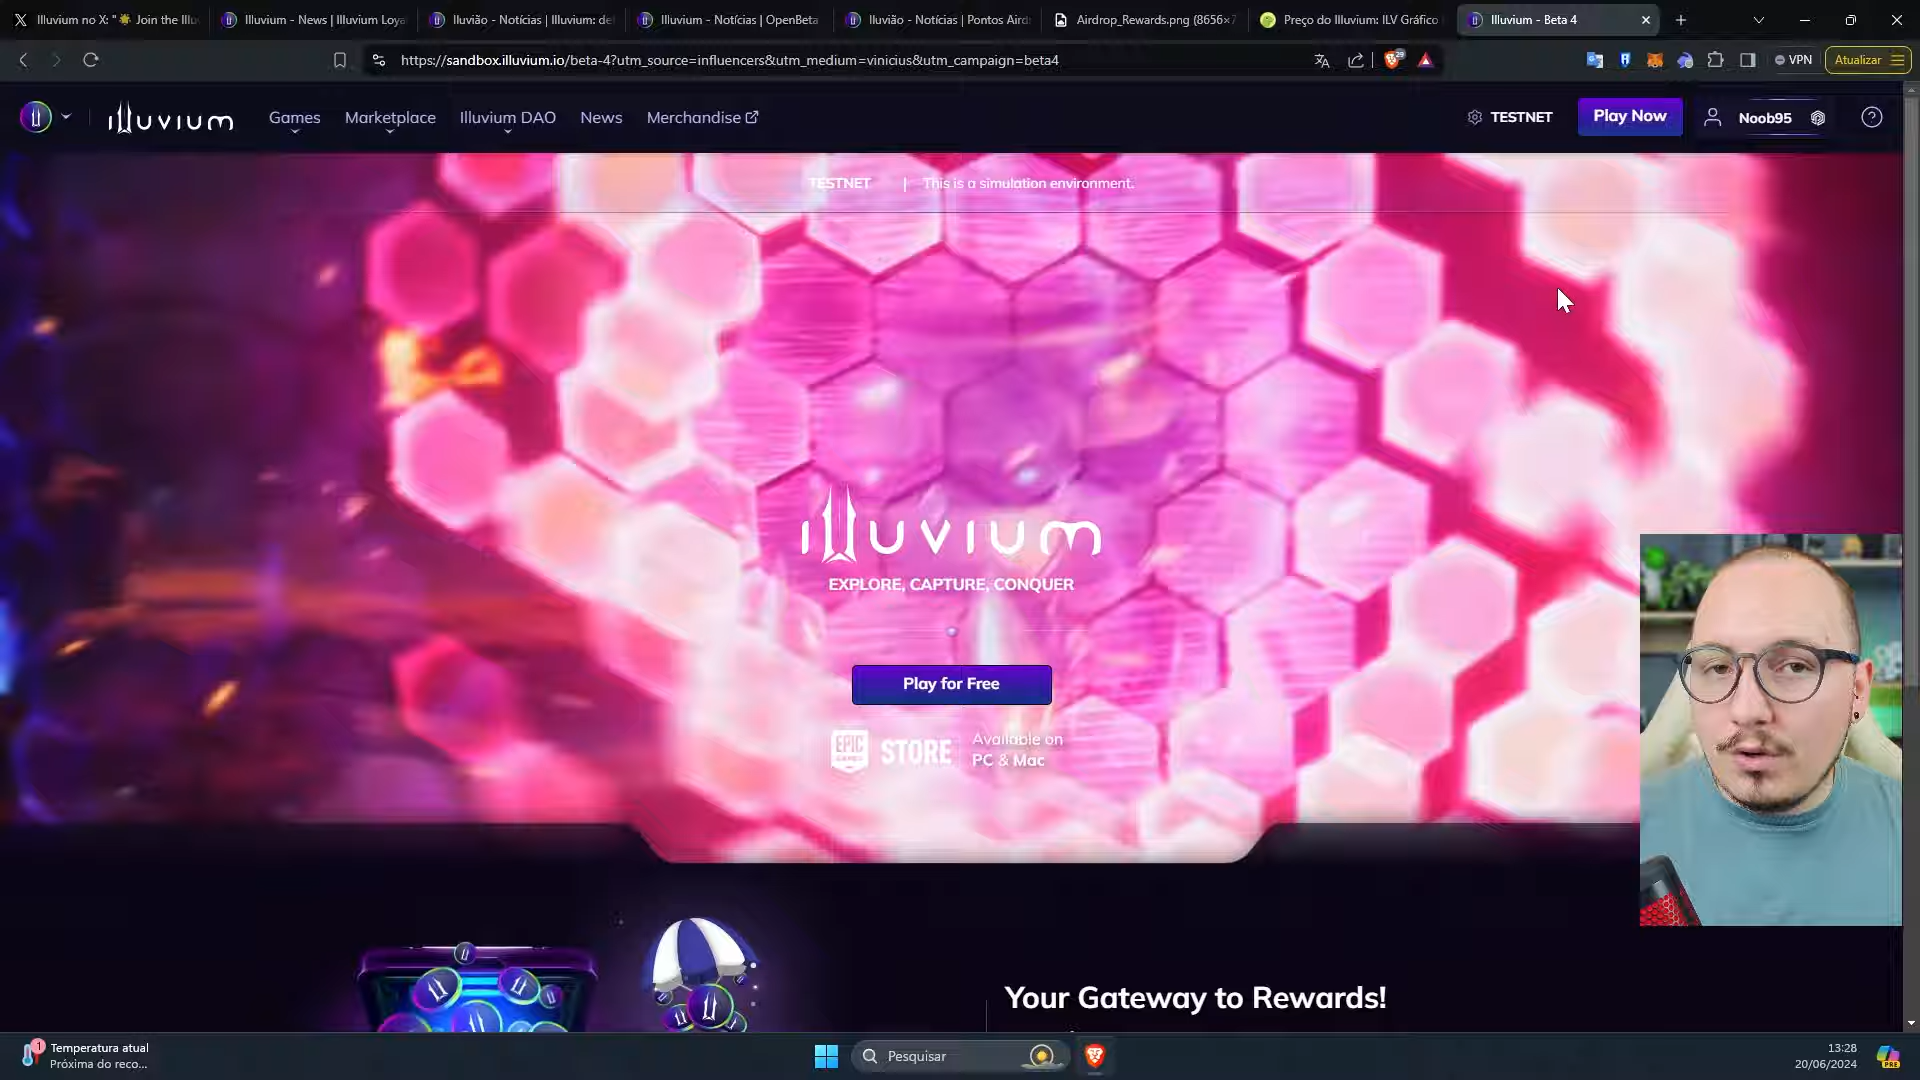 Illuvium no X: "☀ Join the Illu
Illuvium - News | Illuvium Loya
Iluvião - Notícias | Illuvium: de
Illuvium - Notícias | OpenBeta
Iluvião - Notícias | Pontos Aird
Airdrop_Rewards.png (8656×7
Preço do Illuvium: ILV Gráfico
Illuvium - Beta 4
https://sandbox.illuvium.io/beta-4?utm_source=influencers&utm_medium=vinicius&utm_campaign=beta4
VPN
Atualizar
illuvium
Games
Marketplace
Illuvium DAO
News
Merchandise
TESTNET
Play Now
Noob95
TESTNET | This is a simulation environment.
illuvium
EXPLORE, CAPTURE, CONQUER
Play for Free
EPIC GAMES STORE
Available on
PC & Mac
Your Gateway to Rewards!
1
Temperatura atual
Próxima do reco...
Pesquisar
13:28
20/06/2024
PRE